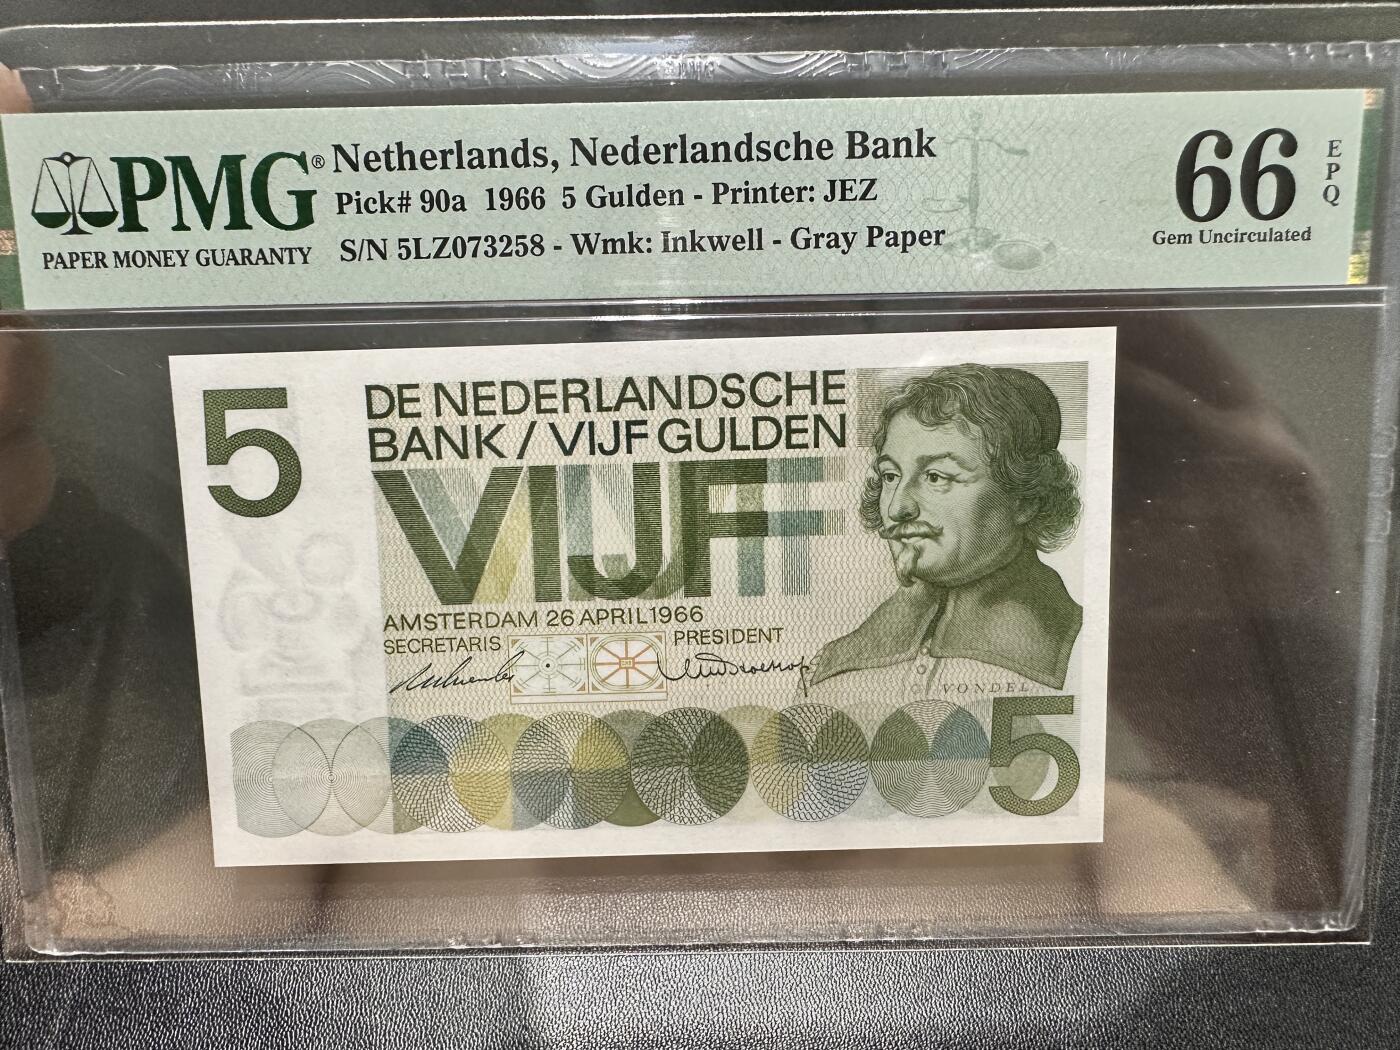 PMG®
PAPER MONEY GUARANTY
Netherlands, Nederlandsche Bank
Pick# 90a 1966 5 Gulden - Printer: JEZ
S/N 5LZ073258 - Wmk: Inkwell - Gray Paper
66
EPQ
Gem Uncirculated
5
DE NEDERLANDSCHE
BANK / VIJF GULDEN
VIJF
AMSTERDAM 26 APRIL 1966
SECRETARIS
PRESIDENT
VONDEL
5